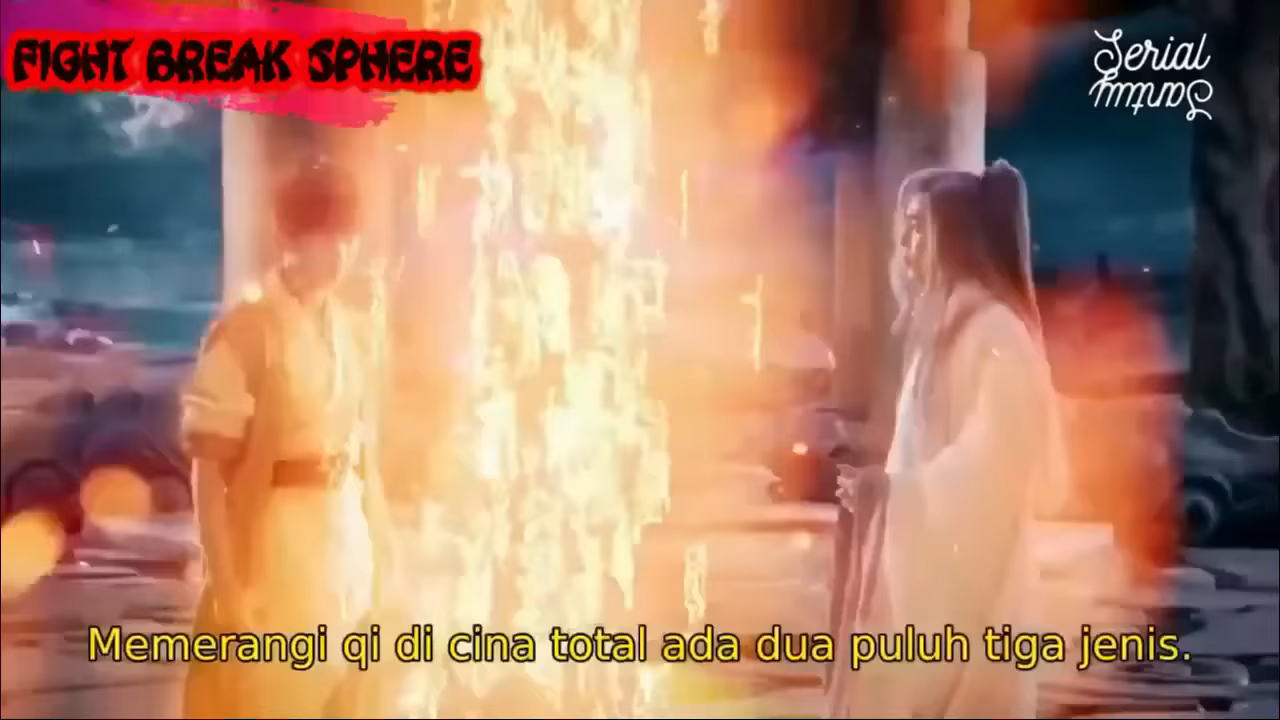 FIGHT BREAK SPHERE
Serial
Santuy
Memerangi qi di cina total ada dua puluh tiga jenis.